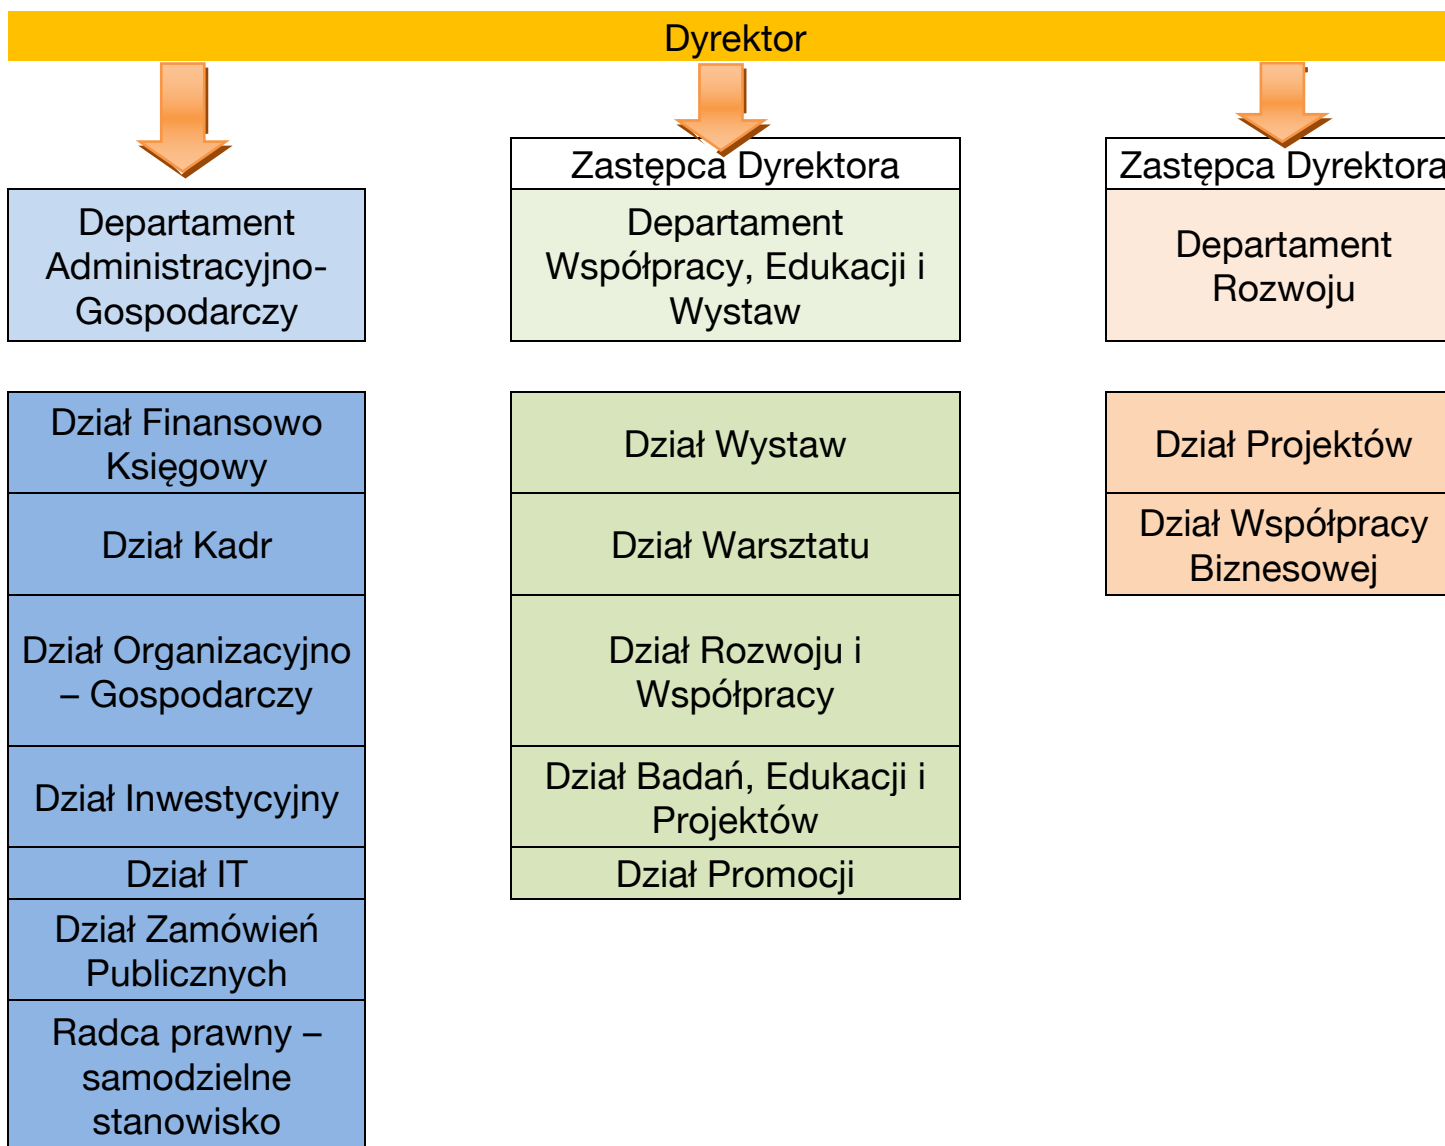 Dyrektor
Zastępca Dyrektora
Zastępca Dyrektora
Departament
Administracyjno-
Gospodarczy
Departament
Współpracy, Edukacji i
Wystaw
Departament
Rozwoju
Dział Finansowo
Księgowy
Dział Wystaw
Dział Projektów
Dział Kadr
Dział Warsztatu
Dział Współpracy
Biznesowej
Dział Organizacyjno
– Gospodarczy
Dział Rozwoju i
Współpracy
Dział Inwestycyjny
Dział Badań, Edukacji i
Projektów
Dział IT
Dział Promocji
Dział Zamówień
Publicznych
Radca prawny –
samodzielne
stanowisko